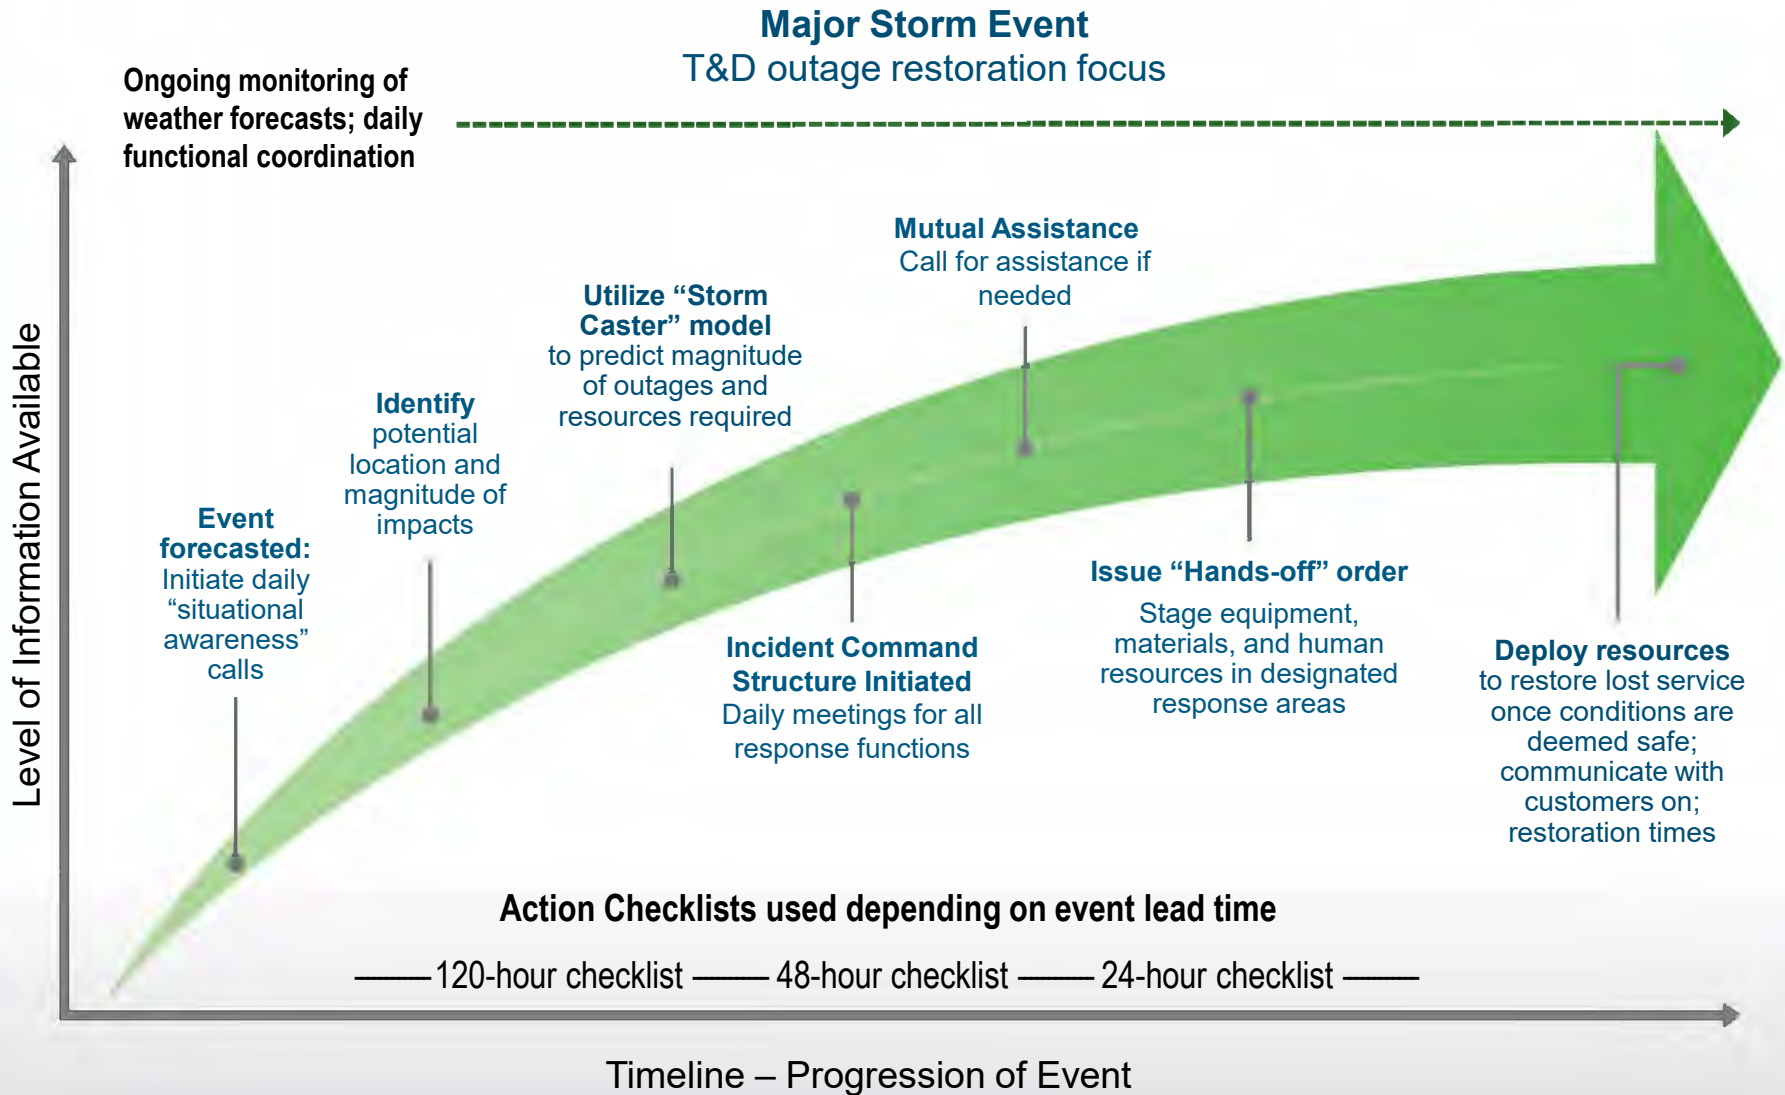 Major Storm Event
T&D outage restoration focus
Ongoing monitoring of
weather forecasts; daily
functional coordination
Level of Information Available
Event
forecasted:
Initiate daily
“situational
awareness”
calls
Identify
potential
location and
magnitude of
impacts
Utilize “Storm
Caster” model
to predict magnitude
of outages and
resources required
Incident Command
Structure Initiated
Daily meetings for all
response functions
Mutual Assistance
Call for assistance if
needed
Issue “Hands-off” order
Stage equipment,
materials, and human
resources in designated
response areas
Deploy resources
to restore lost service
once conditions are
deemed safe;
communicate with
customers on;
restoration times
Action Checklists used depending on event lead time
120-hour checklist 48-hour checklist 24-hour checklist
Timeline – Progression of Event